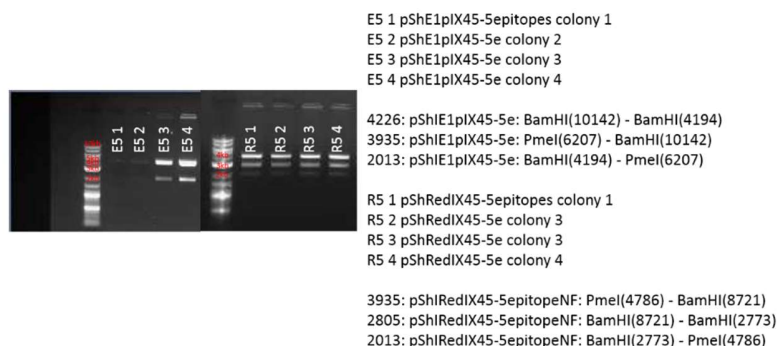 E5 1 pShE1pIX45-5epitopes colony 1
E5 2 pShE1pIX45-5e colony 2
E5 3 pShE1pIX45-5e colony 3
E5 4 pShE1pIX45-5e colony 4
4226: pShIE1pIX45-5e: BamHI(10142) - BamHI(4194)
3935: pShIE1pIX45-5e: PmeI(6207) - BamHI(10142)
2013: pShIE1pIX45-5e: BamHI(4194) - PmeI(6207)
R5 1 pShRedIX45-5epitopes colony 1
R5 2 pShRedIX45-5e colony 3
R5 3 pShRedIX45-5e colony 3
R5 4 pShRedIX45-5e colony 4
3935: pShIRedIX45-5epitopeNF: PmeI(4786) - BamHI(8721)
2805: pShIRedIX45-5epitopeNF: BamHI(8721) - BamHI(2773)
2013: pShIRedIX45-5epitopeNF: BamHI(2773) - PmeI(4786)
E5 1
E5 2
E5 3
E5 4
R5 1
R5 2
R5 3
R5 4